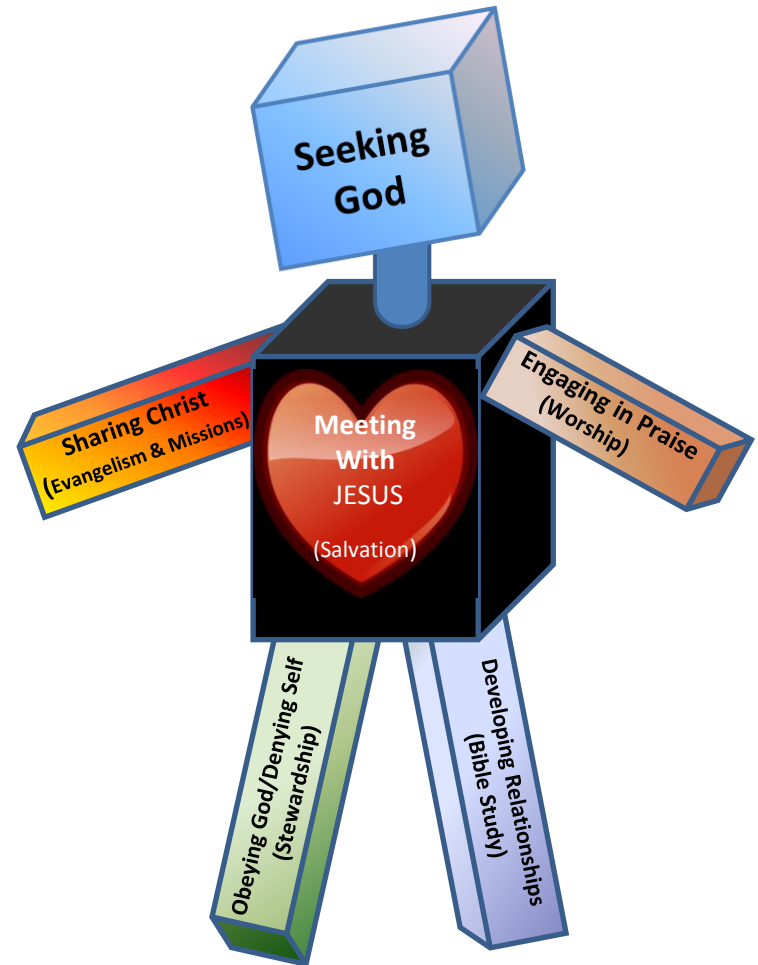 Seeking
God
Sharing Christ
(Evangelism & Missions)
Meeting
With
JESUS
(Salvation)
Engaging in Praise
(Worship)
Obeying God/Denying Self
(Stewardship)
Developing Relationships
(Bible Study)